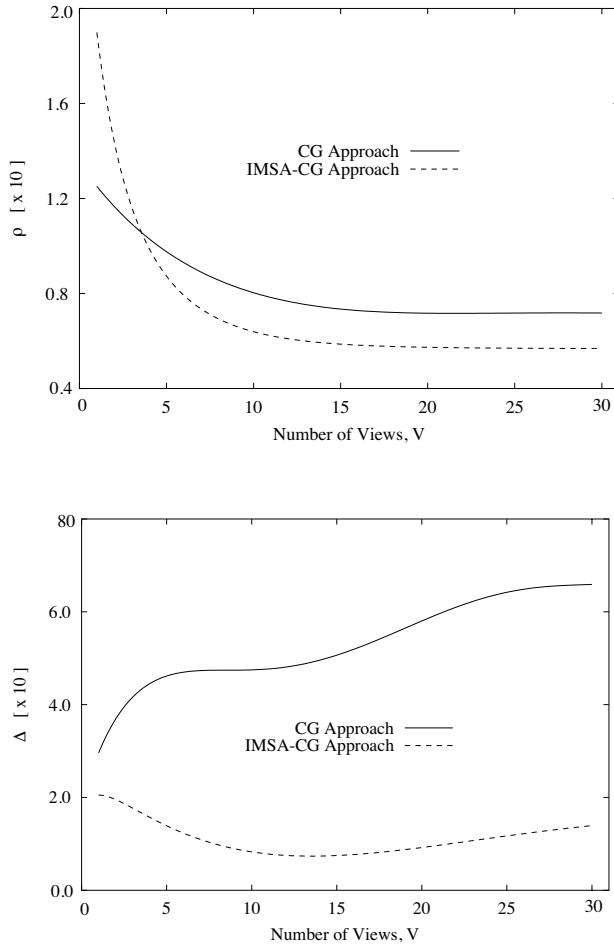 2.0
1.6
1.2
0.8
0.4
ρ [ x 10 ]
CG Approach
IMSA-CG Approach
0 5 10 15 20 25 30
Number of Views, V
80
6.0
4.0
2.0
0.0
Δ [ x 10 ]
CG Approach
IMSA-CG Approach
0 5 10 15 20 25 30
Number of Views, V